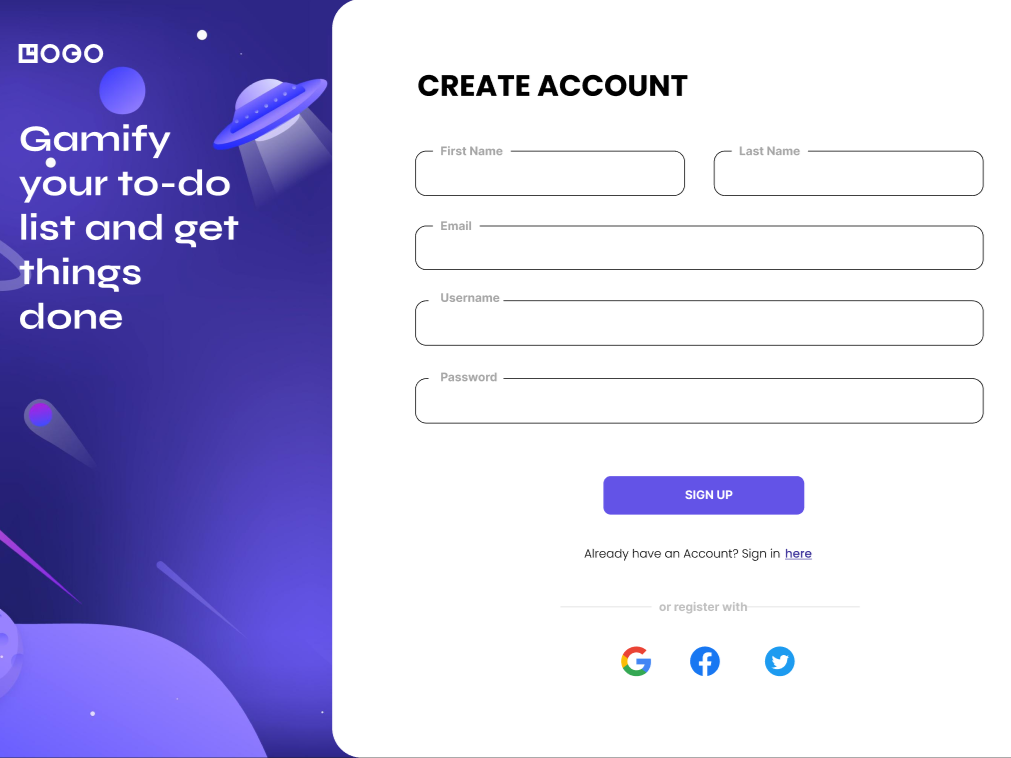 LOGO
Gamify
your to-do
list and get
things
done
CREATE ACCOUNT
First Name
Last Name
Email
Username
Password
SIGN UP
Already have an Account? Sign in here
or register with